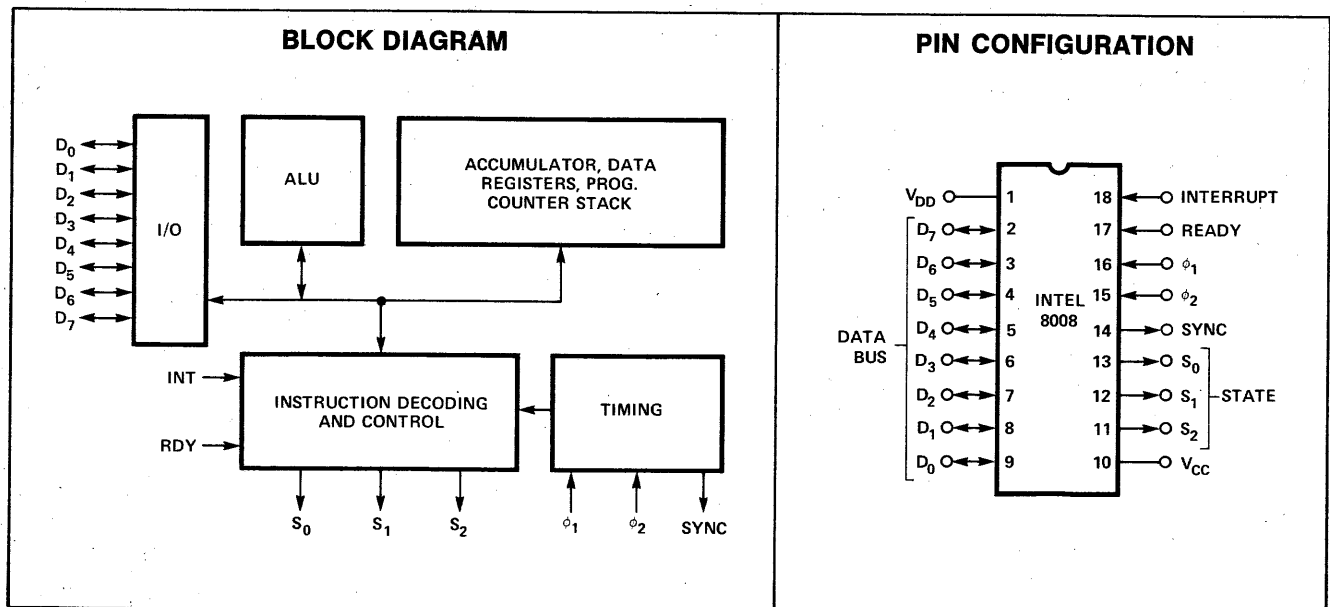 BLOCK DIAGRAM
D0
D1
D2
D3
D4
D5
D6
D7
I/O
ALU
ACCUMULATOR, DATA
REGISTERS, PROG.
COUNTER STACK
INT
RDY
INSTRUCTION DECODING
AND CONTROL
TIMING
S0
S1
S2
ϕ1
ϕ2
SYNC
PIN CONFIGURATION
VDD 1 18 INTERRUPT
D7 2 17 READY
D6 3 16 ϕ1
D5 4 15 ϕ2
D4 5 14 SYNC
D3 6 13 S0
D2 7 12 S1
D1 8 11 S2
D0 9 10 VCC
DATA
BUS
INTEL
8008
STATE